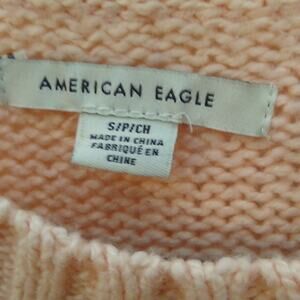 AMERICAN EAGLE
S/P/CH
MADE IN CHINA
FABRIQUÉ EN
CHINE